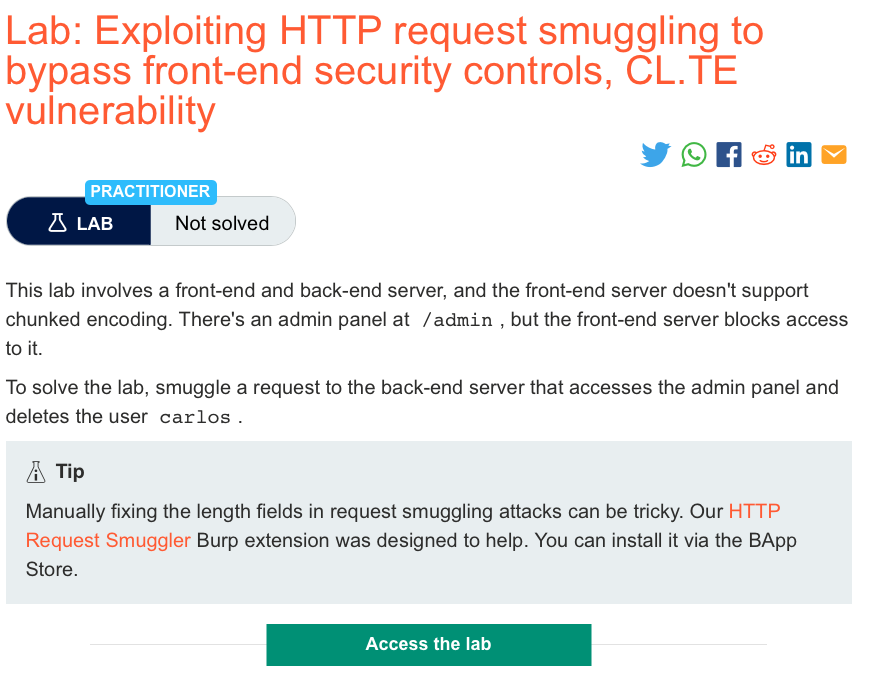 Lab: Exploiting HTTP request smuggling to
bypass front-end security controls, CL.TE
vulnerability
PRACTITIONER
LAB Not solved
This lab involves a front-end and back-end server, and the front-end server doesn't support
chunked encoding. There's an admin panel at /admin , but the front-end server blocks access
to it.
To solve the lab, smuggle a request to the back-end server that accesses the admin panel and
deletes the user carlos .
Tip
Manually fixing the length fields in request smuggling attacks can be tricky. Our HTTP
Request Smuggler Burp extension was designed to help. You can install it via the BApp
Store.
Access the lab